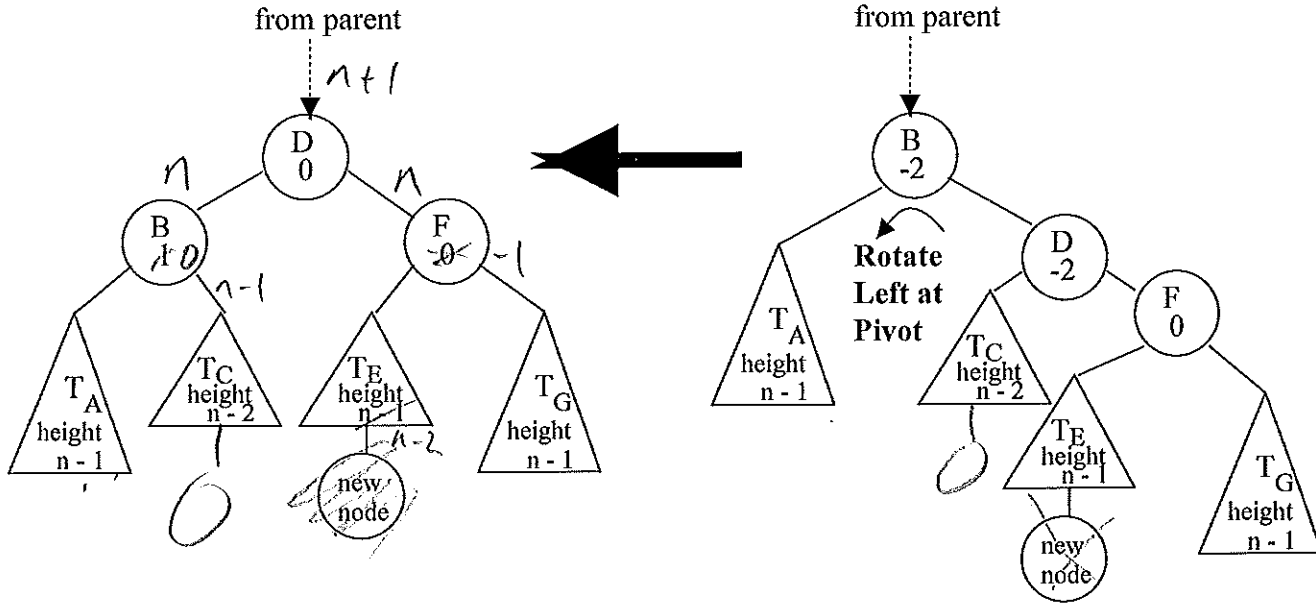 from parent
n+1
D
0
n
n
B
0
F
0
-1
n-1
T_A
height
n - 1
T_C
height
n - 2
T_E
height
n - 1
n-2
new
node
T_G
height
n - 1
from parent
B
-2
Rotate
Left at
Pivot
D
-2
F
0
T_A
height
n - 1
T_C
height
n - 2
T_E
height
n - 1
new
node
T_G
height
n - 1